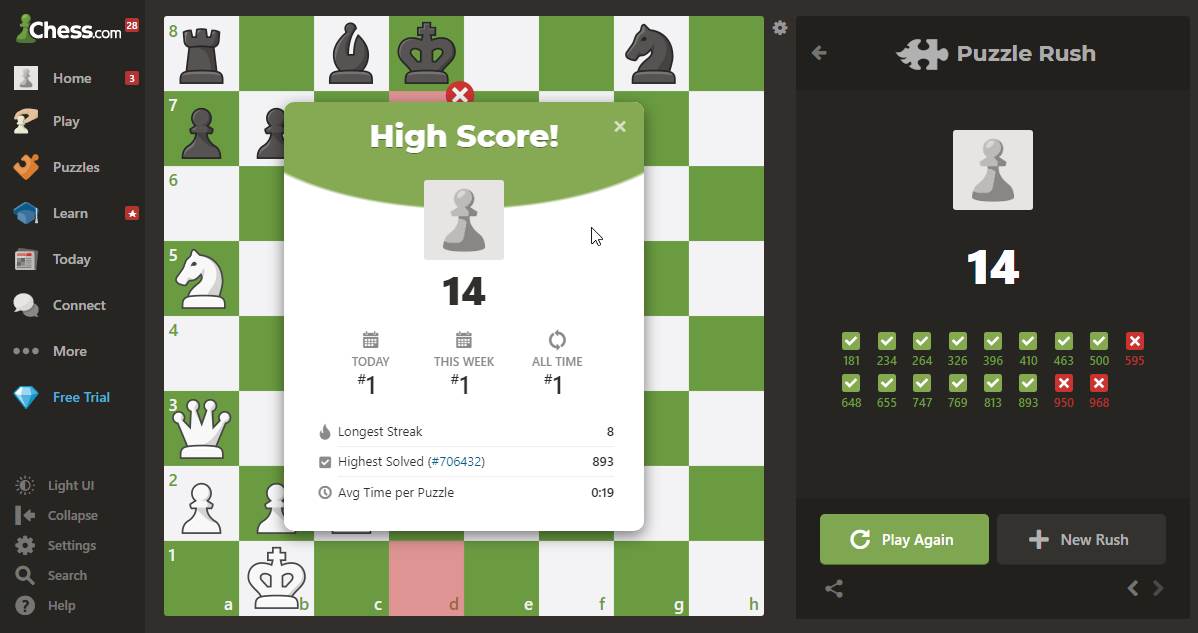 Chess.com 28
Home 3
Play
Puzzles
Learn
Today
Connect
More
Free Trial
Light UI
Collapse
Settings
Search
Help
8
7
6
5
4
3
2
1
a b c d e f g h
High Score!
14
TODAY THIS WEEK ALL TIME
#1 #1 #1
Longest Streak 8
Highest Solved (#706432) 893
Avg Time per Puzzle 0:19
Puzzle Rush
14
181 234 264 326 396 410 463 500 595
648 655 747 769 813 893 950 968
Play Again
New Rush